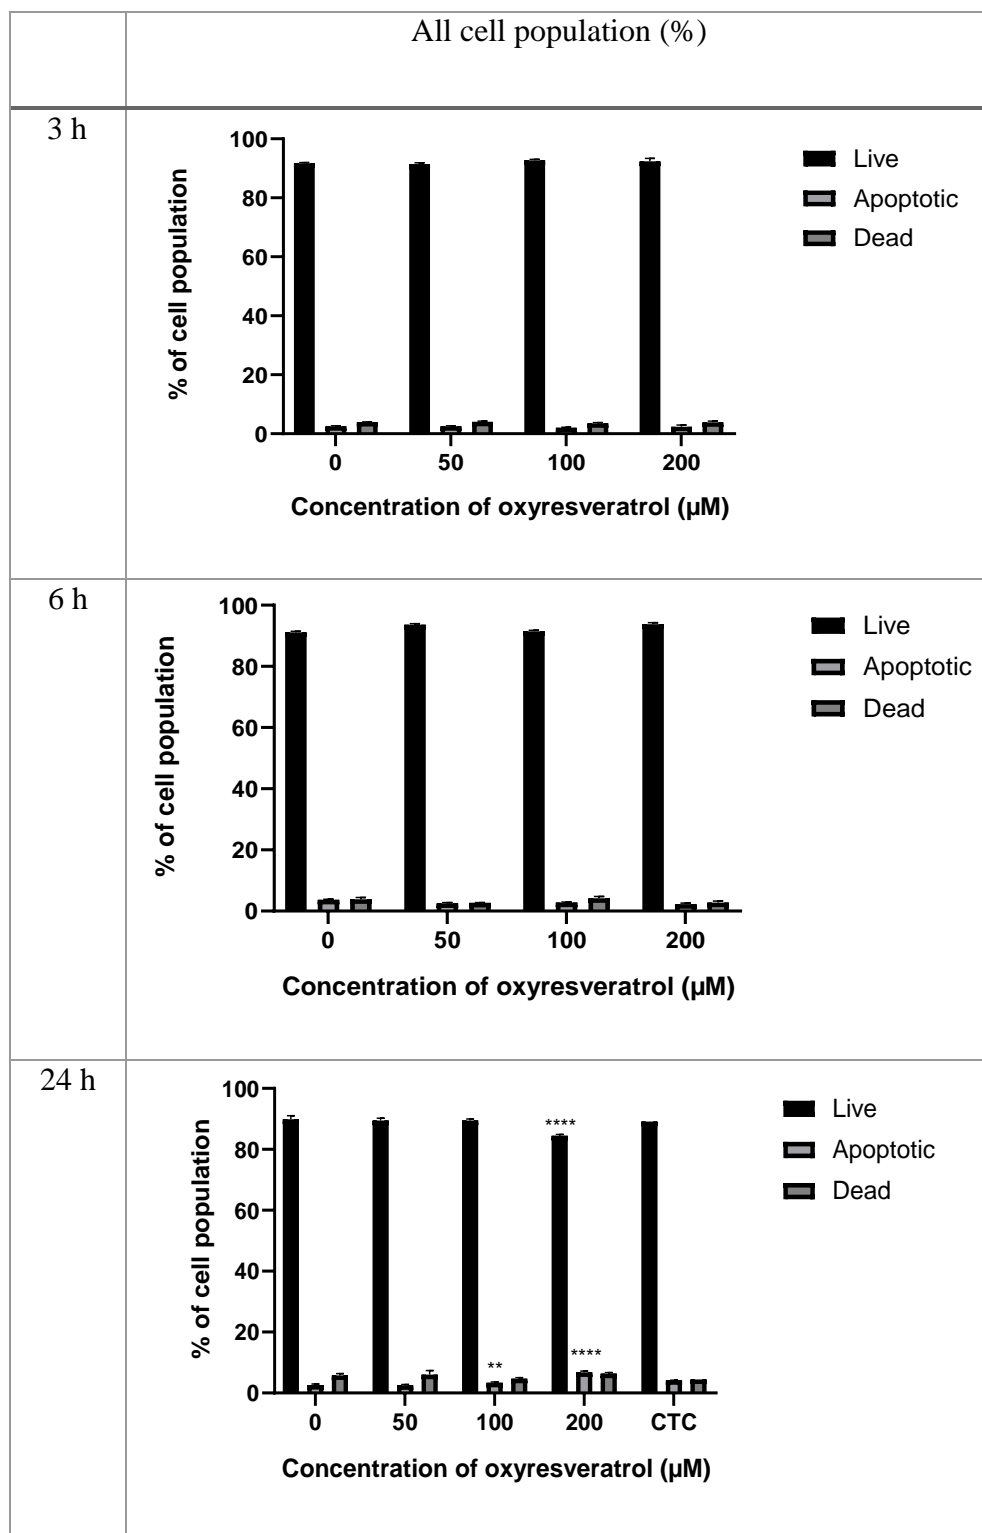 All cell population (%)
3 h
100
80
60
40
20
0
% of cell population
0 50 100 200
Concentration of oxyresveratrol (µM)
Live
Apoptotic
Dead
6 h
100
80
60
40
20
0
% of cell population
0 50 100 200
Concentration of oxyresveratrol (µM)
Live
Apoptotic
Dead
24 h
100
80
60
40
20
0
% of cell population
****
**
****
0 50 100 200 CTC
Concentration of oxyresveratrol (µM)
Live
Apoptotic
Dead